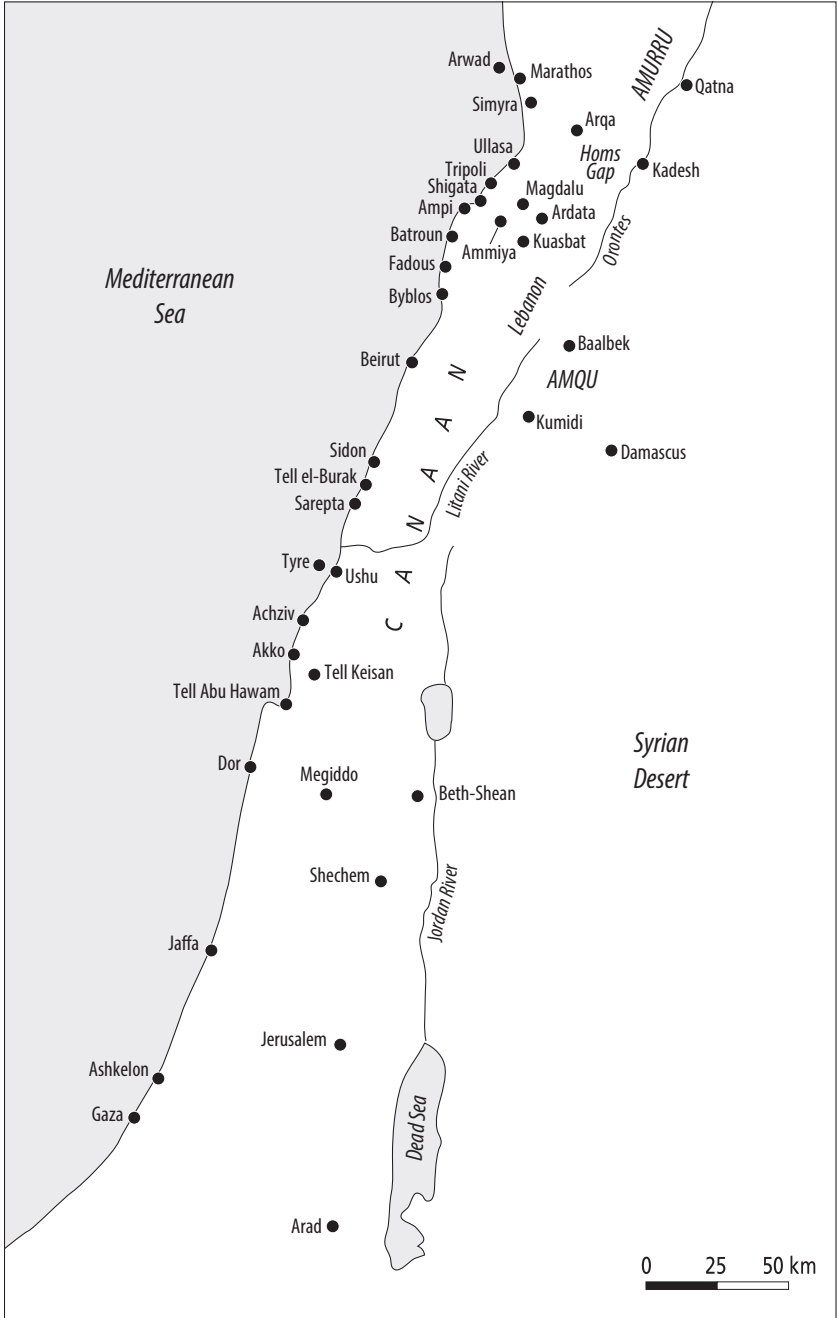 Arwad
Marathos
AMURRU
Qatna
Simyra
Arqa
Ullasa
Homs
Gap
Tripoli
Kadesh
Shigata
Magdalu
Ampi
Ardata
Batroun
Ammiya
Kuasbat
Orontes
Fadous
Mediterranean
Sea
Byblos
Lebanon
Baalbek
Beirut
AMQU
Kumidi
Damascus
Sidon
Tell el-Burak
Litani River
Sarepta
CANAAN
Tyre
Ushu
Achziv
Akko
Tell Keisan
Tell Abu Hawam
Syrian
Desert
Dor
Megiddo
Beth-Shean
Shechem
Jordan River
Jaffa
Jerusalem
Ashkelon
Gaza
Dead Sea
Arad
0 25 50 km